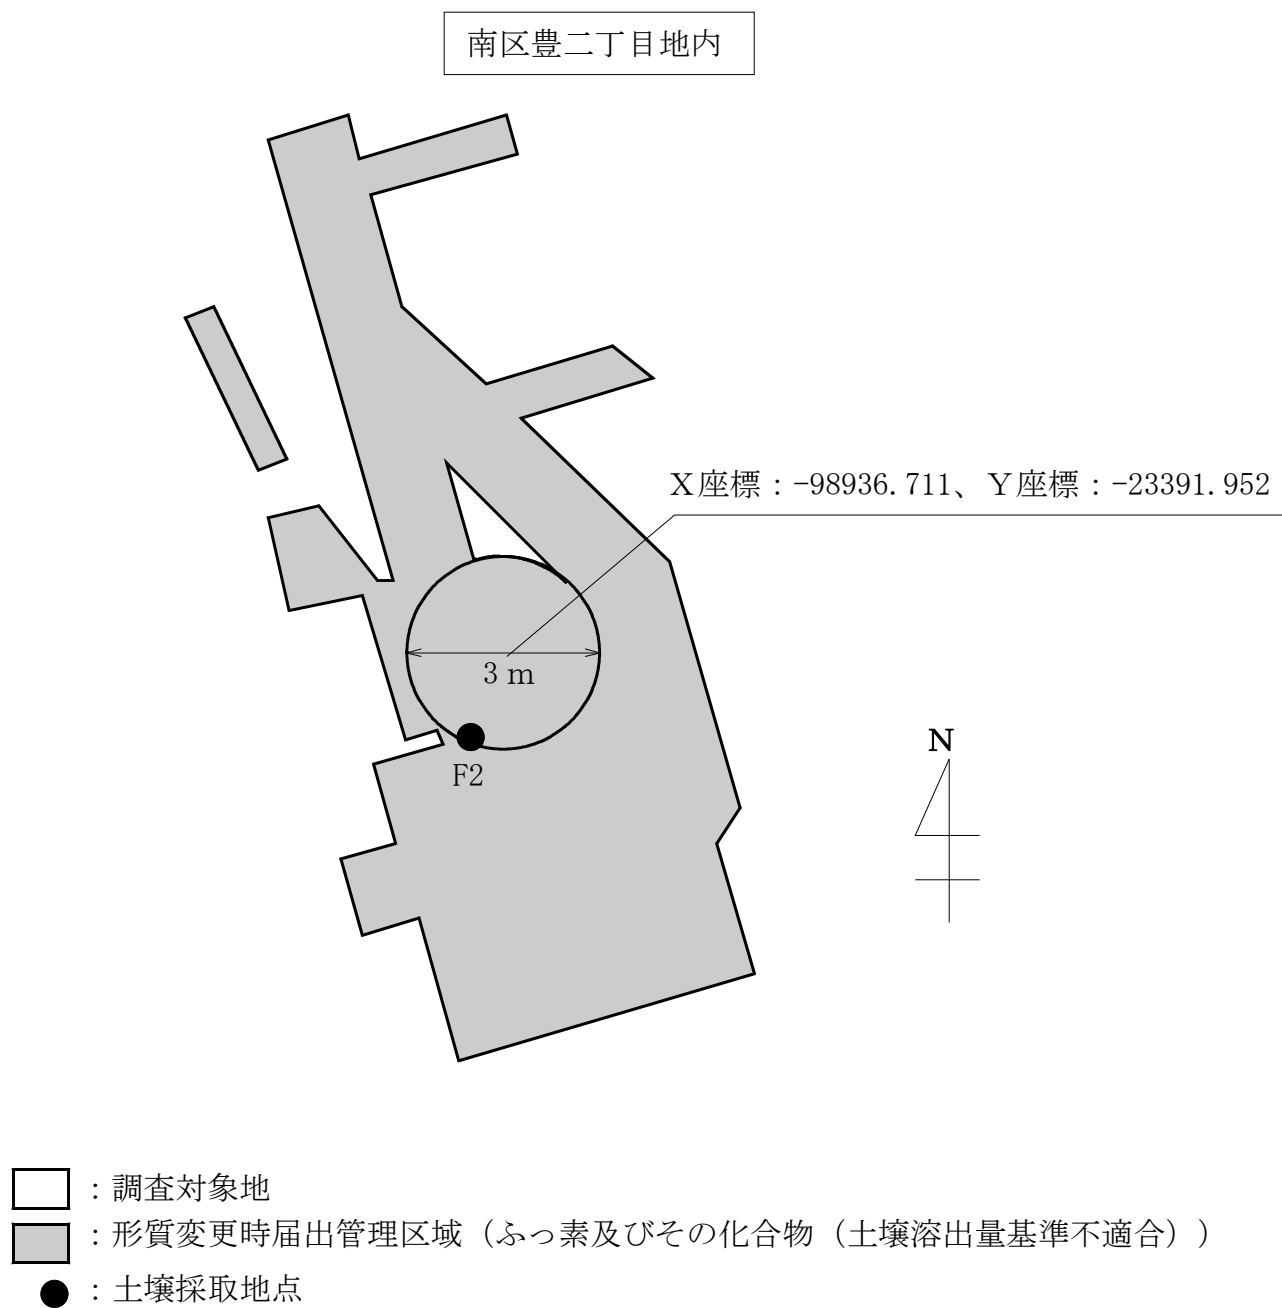 南区豊二丁目地内
X座標：-98936.711、Y座標：-23391.952
3 m
F2
N
：調査対象地
：形質変更時届出管理区域（ふっ素及びその化合物（土壌溶出量基準不適合））
：土壌採取地点